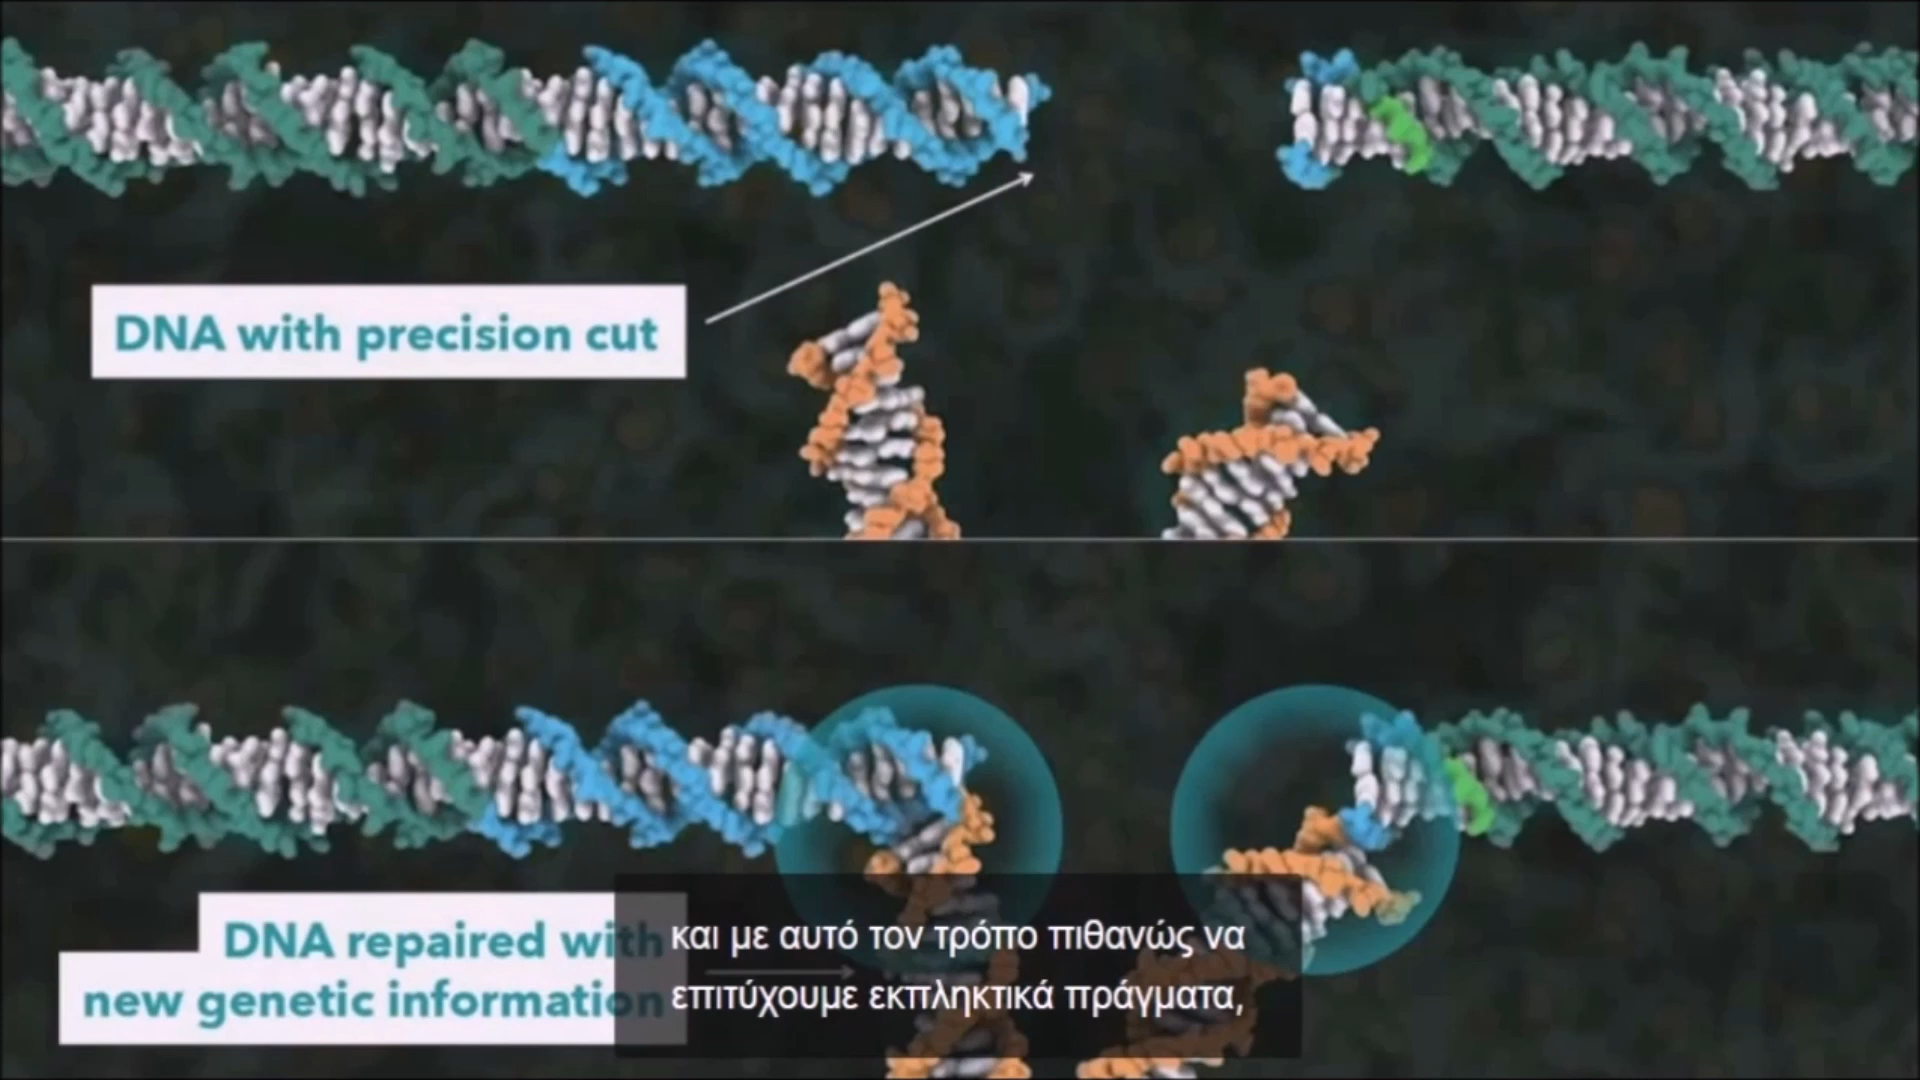 DNA with precision cut
DNA repaired with
new genetic information
και με αυτό τον τρόπο πιθανώς να
επιτύχουμε εκπληκτικά πράγματα,